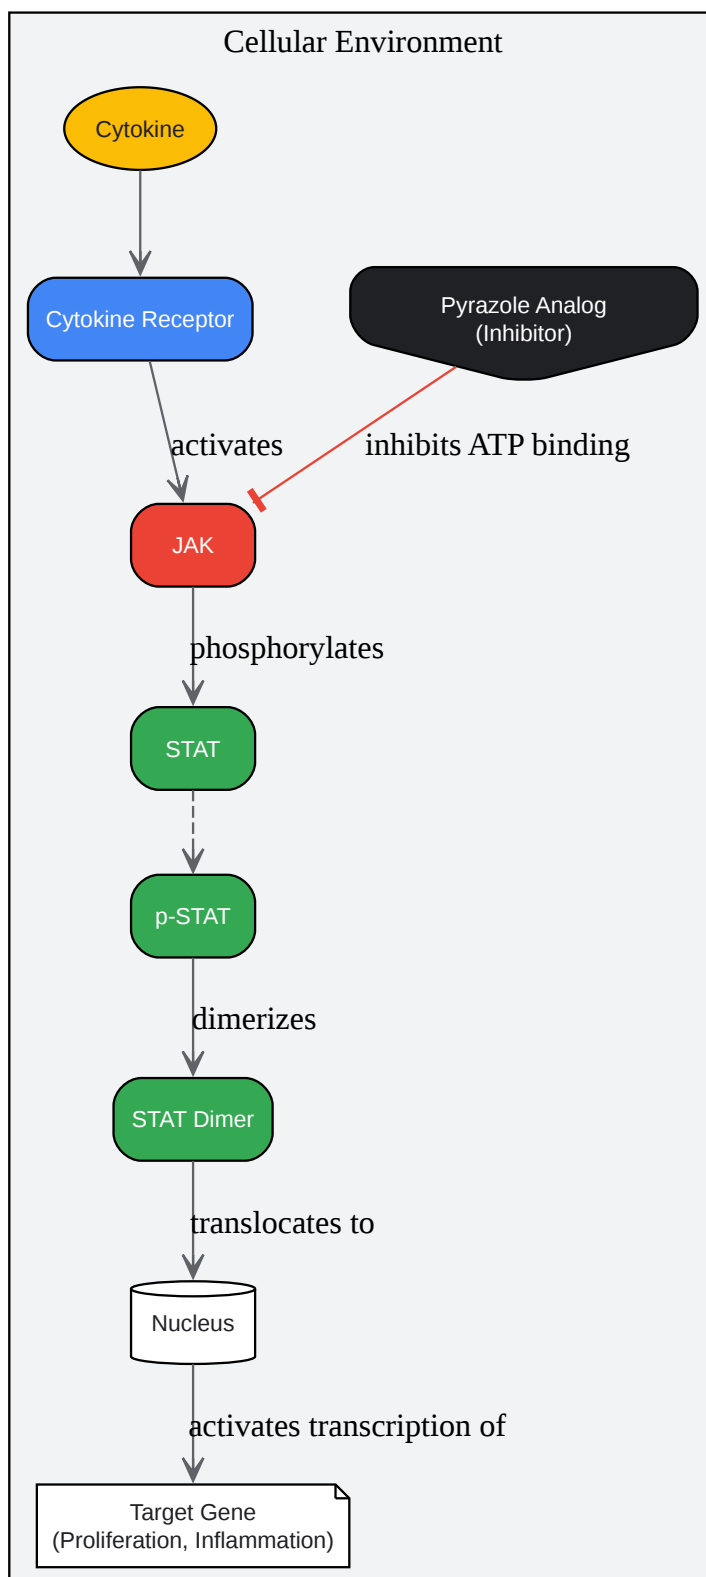 Cellular Environment
Cytokine
Cytokine Receptor
Pyrazole Analog
(Inhibitor)
activates
inhibits ATP binding
JAK
phosphorylates
STAT
p-STAT
dimerizes
STAT Dimer
translocates to
Nucleus
activates transcription of
Target Gene
(Proliferation, Inflammation)